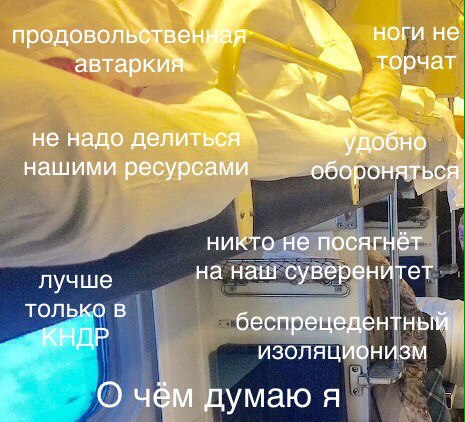 продовольственная
автаркия
ноги не
торчат
не надо делиться
нашими ресурсами
удобно
обороняться
никто не посягнёт
на наш суверенитет
лучше
только в
КНДР
беспрецедентный
изоляционизм
О чём думаю я